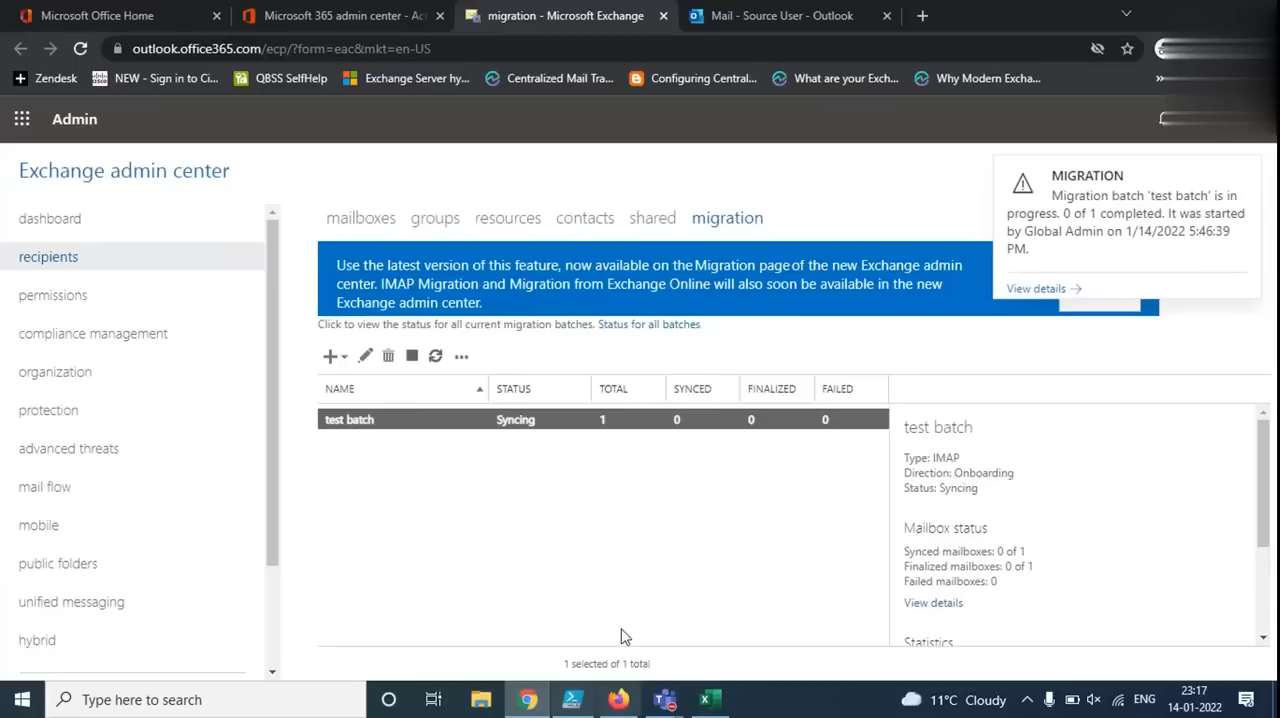 Microsoft Office Home
Microsoft 365 admin center - Ac
migration - Microsoft Exchange
Mail - Source User - Outlook
outlook.office365.com/ecp/?form=eac&mkt=en-US
Zendesk
NEW - Sign in to Ci...
QBSS SelfHelp
Exchange Server hy...
Centralized Mail Tra...
Configuring Central...
What are your Exch...
Why Modern Excha...
»
Admin
Exchange admin center
dashboard
recipients
permissions
compliance management
organization
protection
advanced threats
mail flow
mobile
public folders
unified messaging
hybrid
mailboxes groups resources contacts shared migration
Use the latest version of this feature, now available on the Migration page of the new Exchange admin
center. IMAP Migration and Migration from Exchange Online will also soon be available in the new
Exchange admin center.
Click to view the status for all current migration batches. Status for all batches
MIGRATION
Migration batch 'test batch' is in
progress. 0 of 1 completed. It was started
by Global Admin on 1/14/2022 5:46:39
PM.
View details
NAME STATUS TOTAL SYNCED FINALIZED FAILED
test batch Syncing 1 0 0 0
test batch
Type: IMAP
Direction: Onboarding
Status: Syncing
Mailbox status
Synced mailboxes: 0 of 1
Finalized mailboxes: 0 of 1
Failed mailboxes: 0
View details
Statistics
1 selected of 1 total
Type here to search
11°C Cloudy
ENG
23:17
14-01-2022